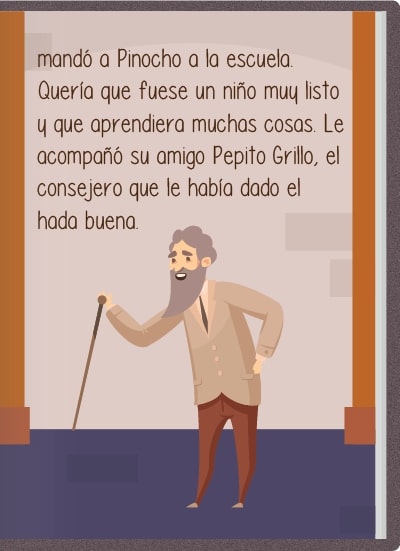 mandó a Pinocho a la escuela.
Quería que fuese un niño muy listo
y que aprendiera muchas cosas. Le
acompañó su amigo Pepito Grillo, el
consejero que le había dado el
hada buena.